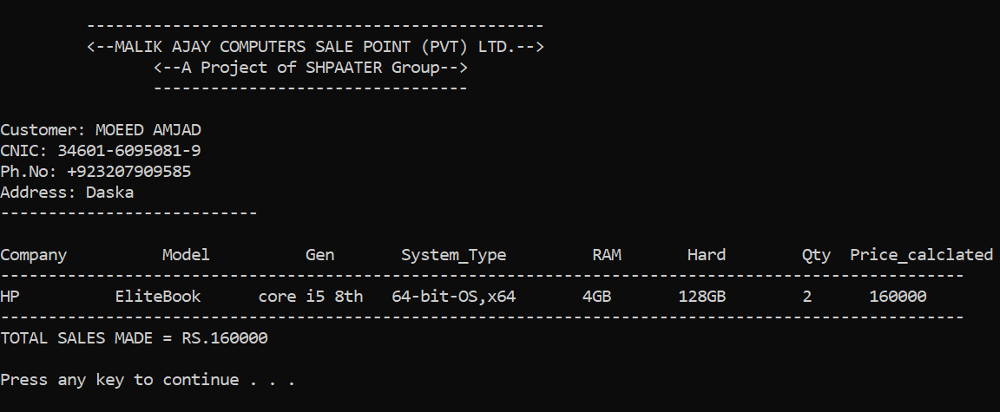 ------------------------------------------------
<--MALIK AJAY COMPUTERS SALE POINT (PVT) LTD.-->
<--A Project of SHPAATER Group-->
---------------------------------
Customer: MOEED AMJAD
CNIC: 34601-6095081-9
Ph.No: +923207909585
Address: Daska
---------------------------
Company Model Gen System_Type RAM Hard Qty Price_calclated
-----------------------------------------------------------------------------------------------------
HP EliteBook core i5 8th 64-bit-OS,x64 4GB 128GB 2 160000
-----------------------------------------------------------------------------------------------------
TOTAL SALES MADE = RS.160000
Press any key to continue . . .